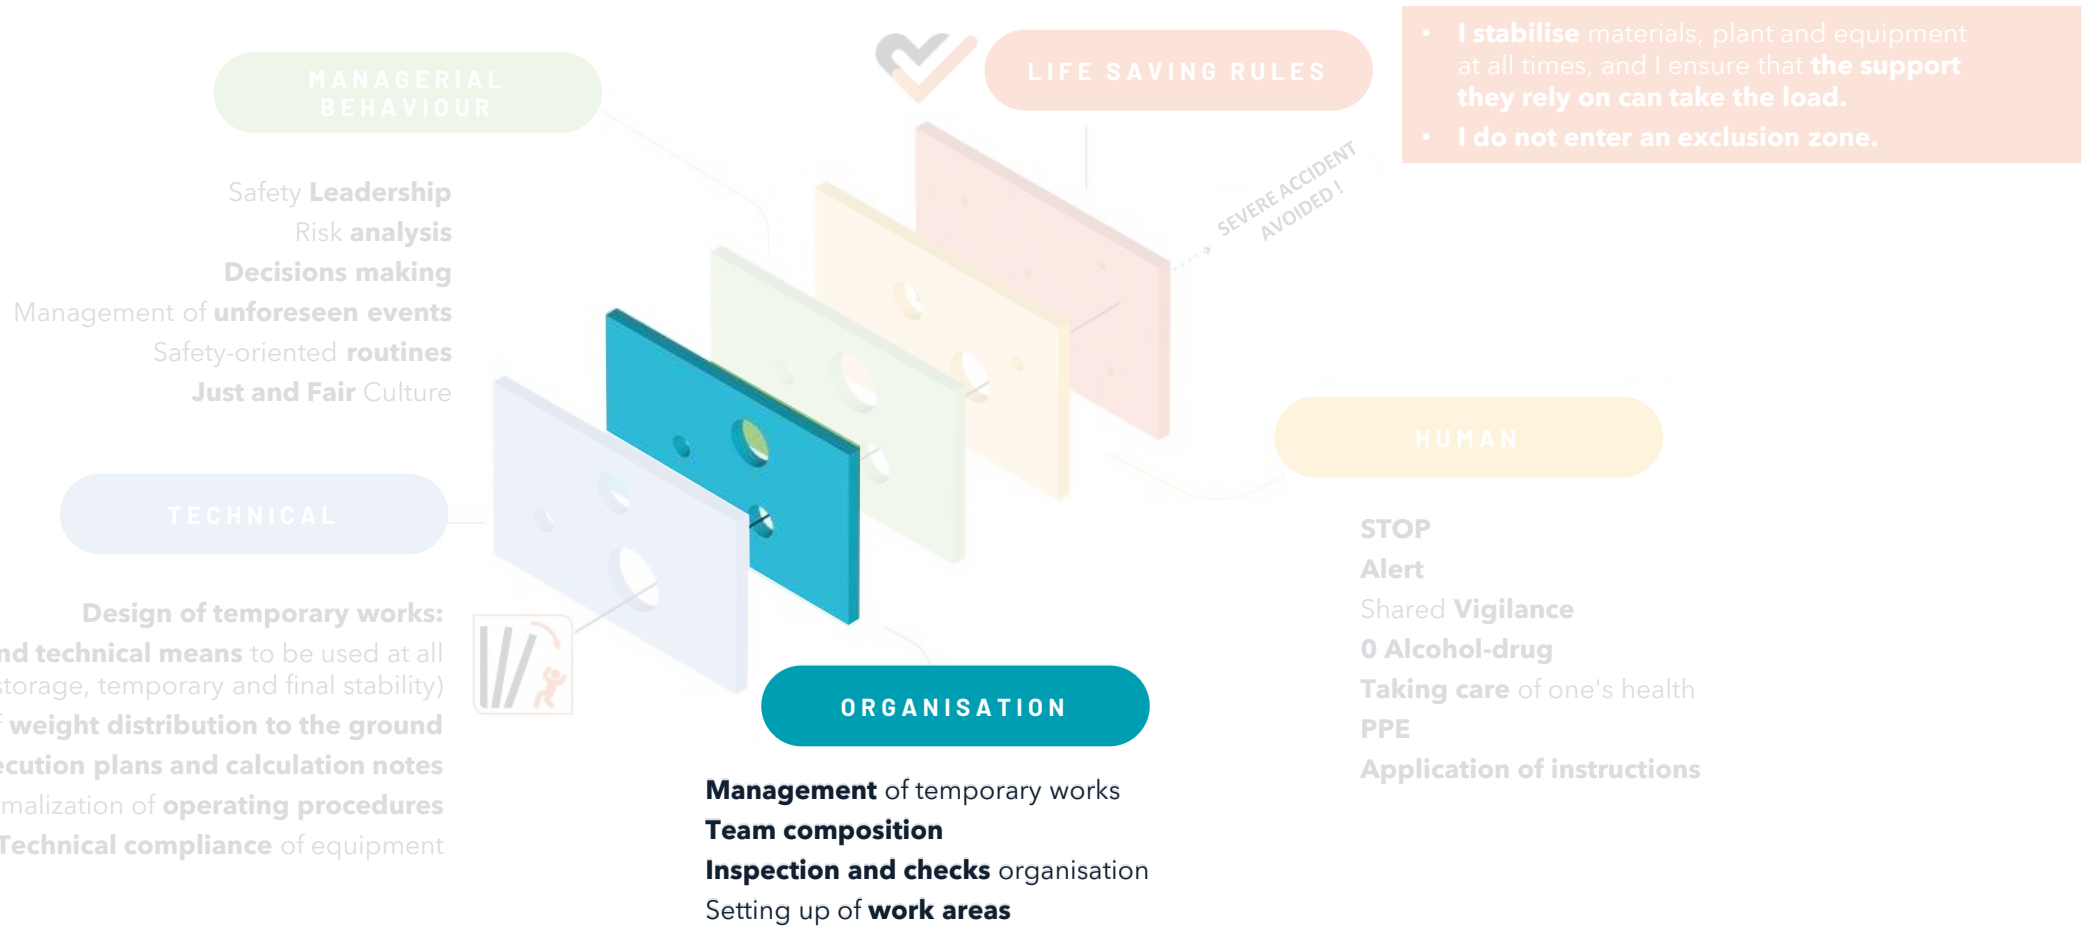 MANAGERIAL
BEHAVIOUR
Safety Leadership
Risk analysis
Decisions making
Management of unforeseen events
Safety-oriented routines
Just and Fair Culture
LIFE SAVING RULES
• I stabilise materials, plant and equipment
at all times, and I ensure that the support
they rely on can take the load.
• I do not enter an exclusion zone.
SEVERE ACCIDENT
AVOIDED !
TECHNICAL
Design of temporary works:
technical means to be used at all
storage, temporary and final stability)
weight distribution to the ground
plans and calculation notes
of operating procedures
Technical compliance of equipment
ORGANISATION
Management of temporary works
Team composition
Inspection and checks organisation
Setting up of work areas
HUMAN
STOP
Alert
Shared Vigilance
0 Alcohol-drug
Taking care of one's health
PPE
Application of instructions